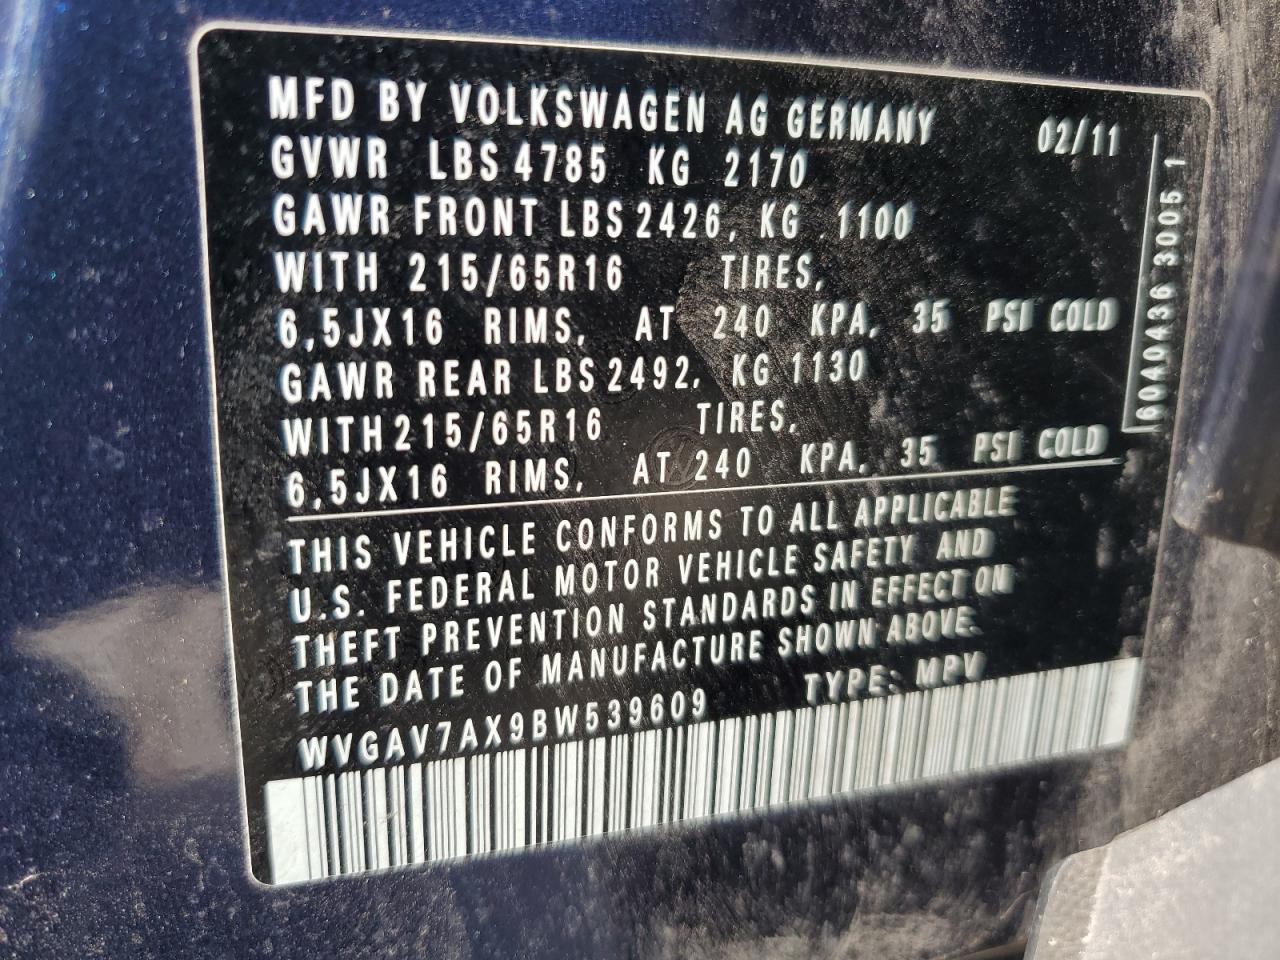 MFD BY VOLKSWAGEN AG GERMANY 02/11
GVWR LBS 4785 KG 2170
GAWR FRONT LBS 2426, KG 1100
WITH 215/65R16 TIRES,
6,5JX16 RIMS, AT 240 KPA, 35 PSI COLD
GAWR REAR LBS 2492, KG 1130
WITH 215/65R16 TIRES,
6,5JX16 RIMS, AT 240 KPA, 35 PSI COLD
THIS VEHICLE CONFORMS TO ALL APPLICABLE
U.S. FEDERAL MOTOR VEHICLE SAFETY AND
THEFT PREVENTION STANDARDS IN EFFECT ON
THE DATE OF MANUFACTURE SHOWN ABOVE.
WVGAV7AX9BW539609 TYPE: MPV
60A0436 3005 1